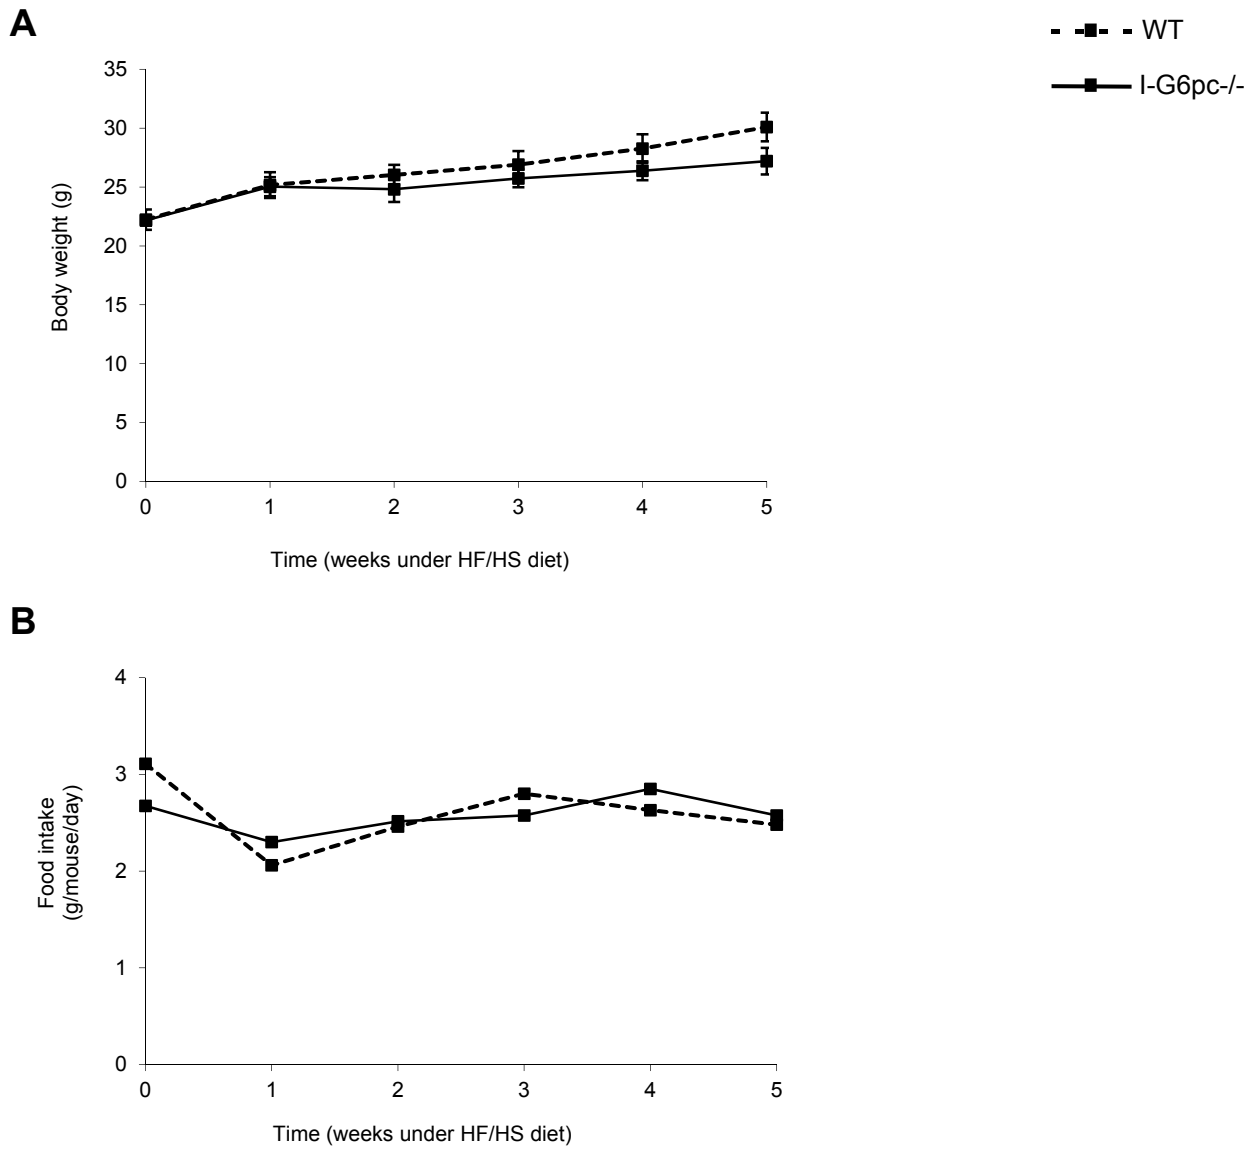 A
WT
I-G6pc-/-
35
30
25
20
15
10
5
0
Body weight (g)
0 1 2 3 4 5
Time (weeks under HF/HS diet)
B
4
3
2
1
0
Food intake
(g/mouse/day)
0 1 2 3 4 5
Time (weeks under HF/HS diet)